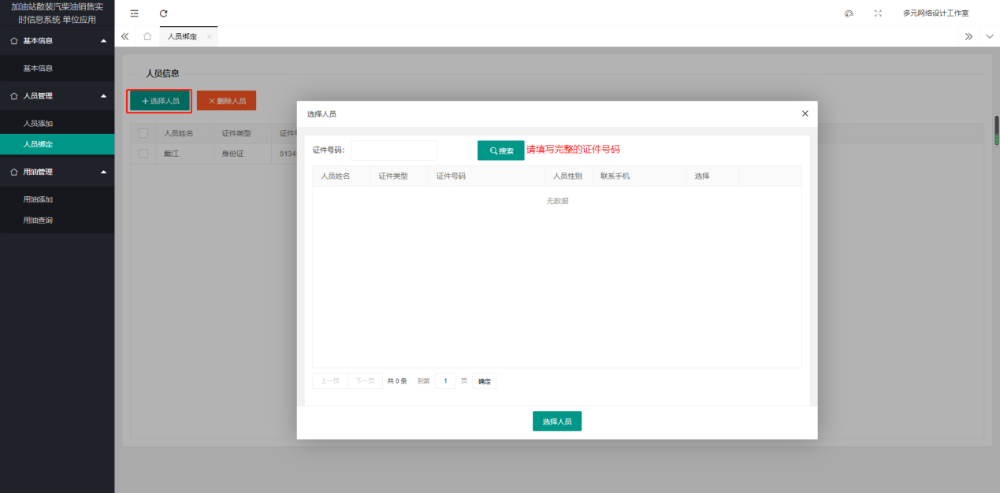 加油站散装汽柴油销售实
时信息系统 单位应用
多元网络设计工作室
基本信息
人员绑定
基本信息
人员管理
人员添加
人员绑定
用油管理
用油添加
用油查询
人员信息
选择人员
删除人员
人员姓名 证件类型
戴江 身份证 5134
选择人员
证件号码:
搜索
请填写完整的证件号码
人员姓名 证件类型 证件号码 人员性别 联系手机 选择
无数据
上一页 下一页 共 0 条 到第 1 页 确定
选择人员